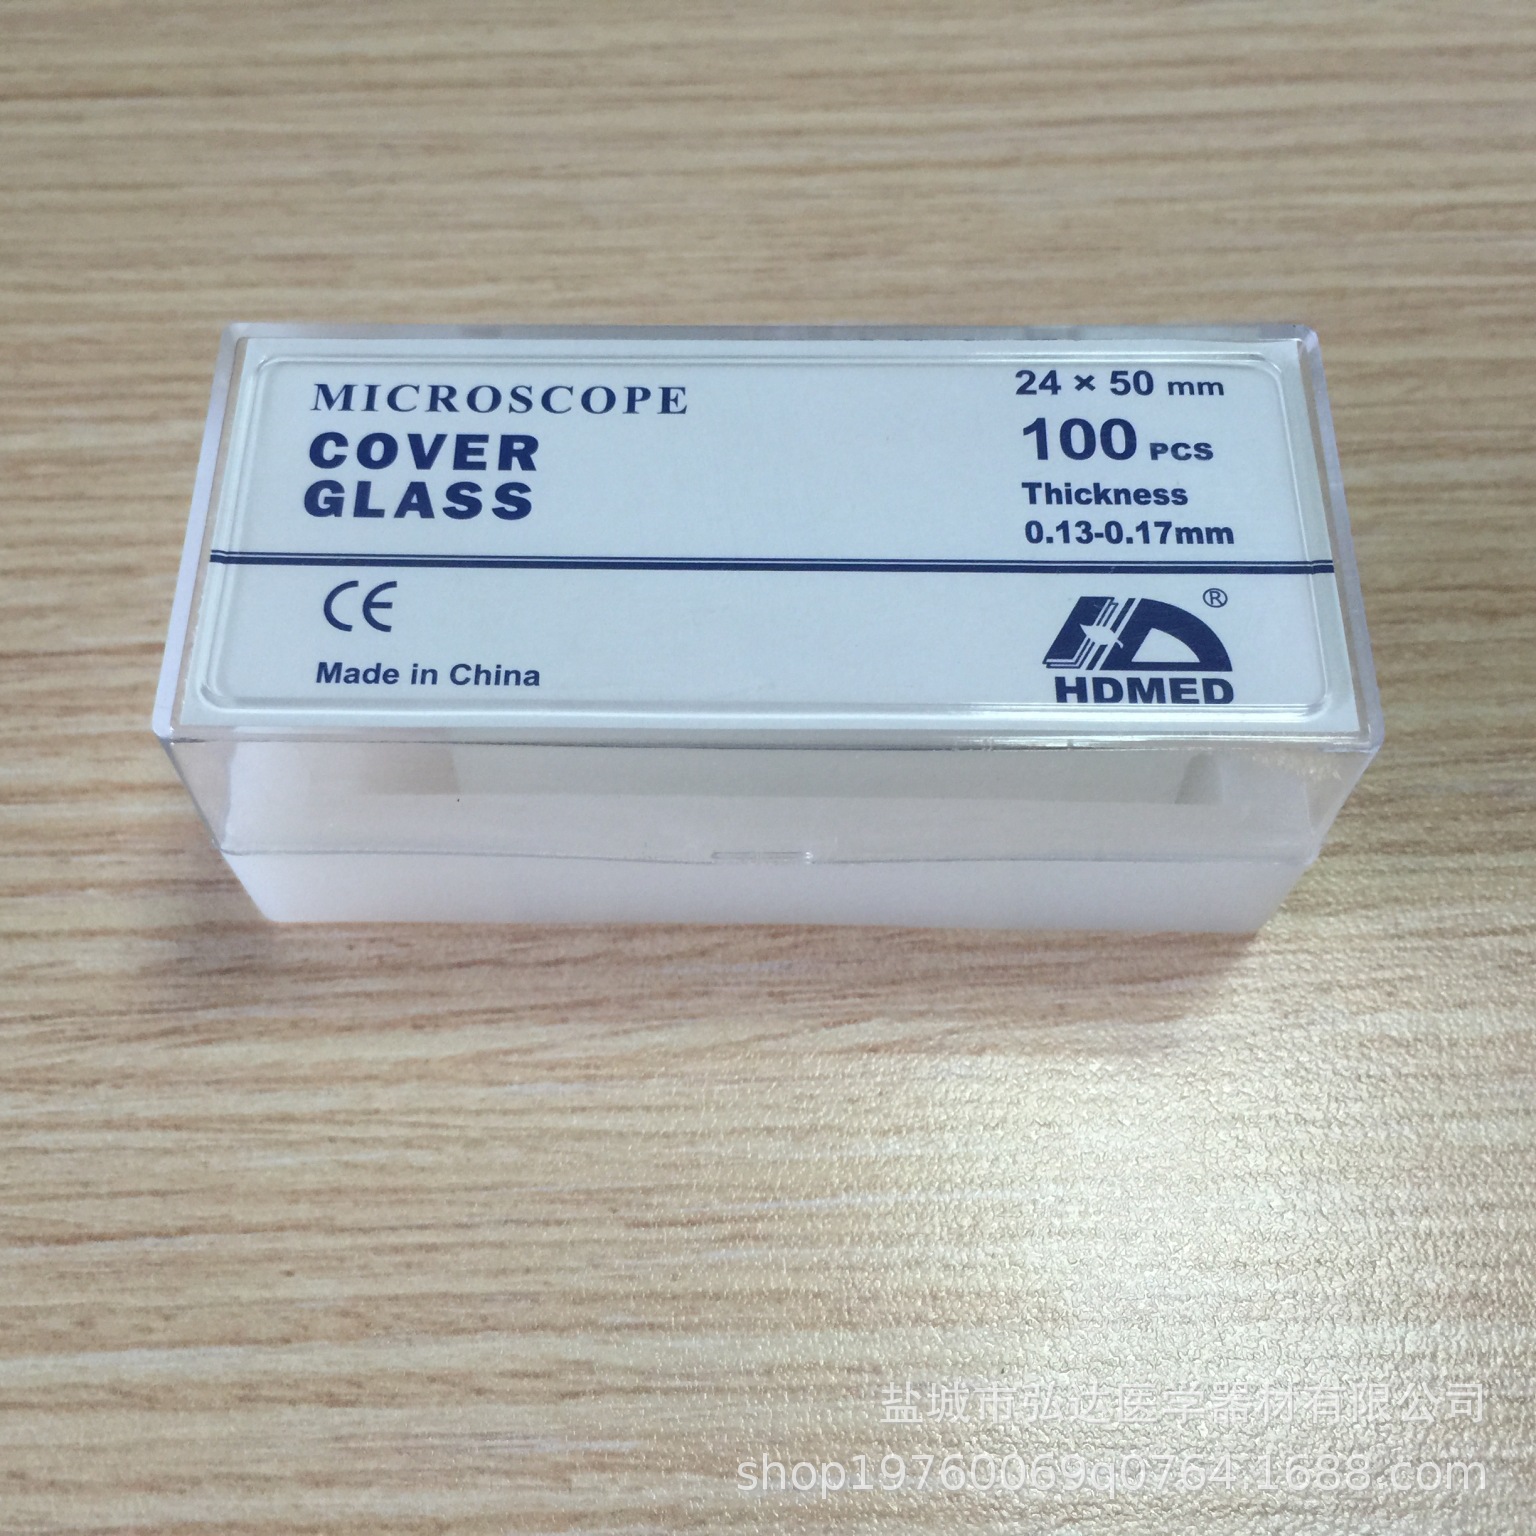 MICROSCOPE
COVER
GLASS
24 × 50 mm
100 PCS
Thickness
0.13-0.17mm
CE
Made in China
®
HDMED
盐城市弘达医学器材有限公司
shop19760069q0764.1688.com